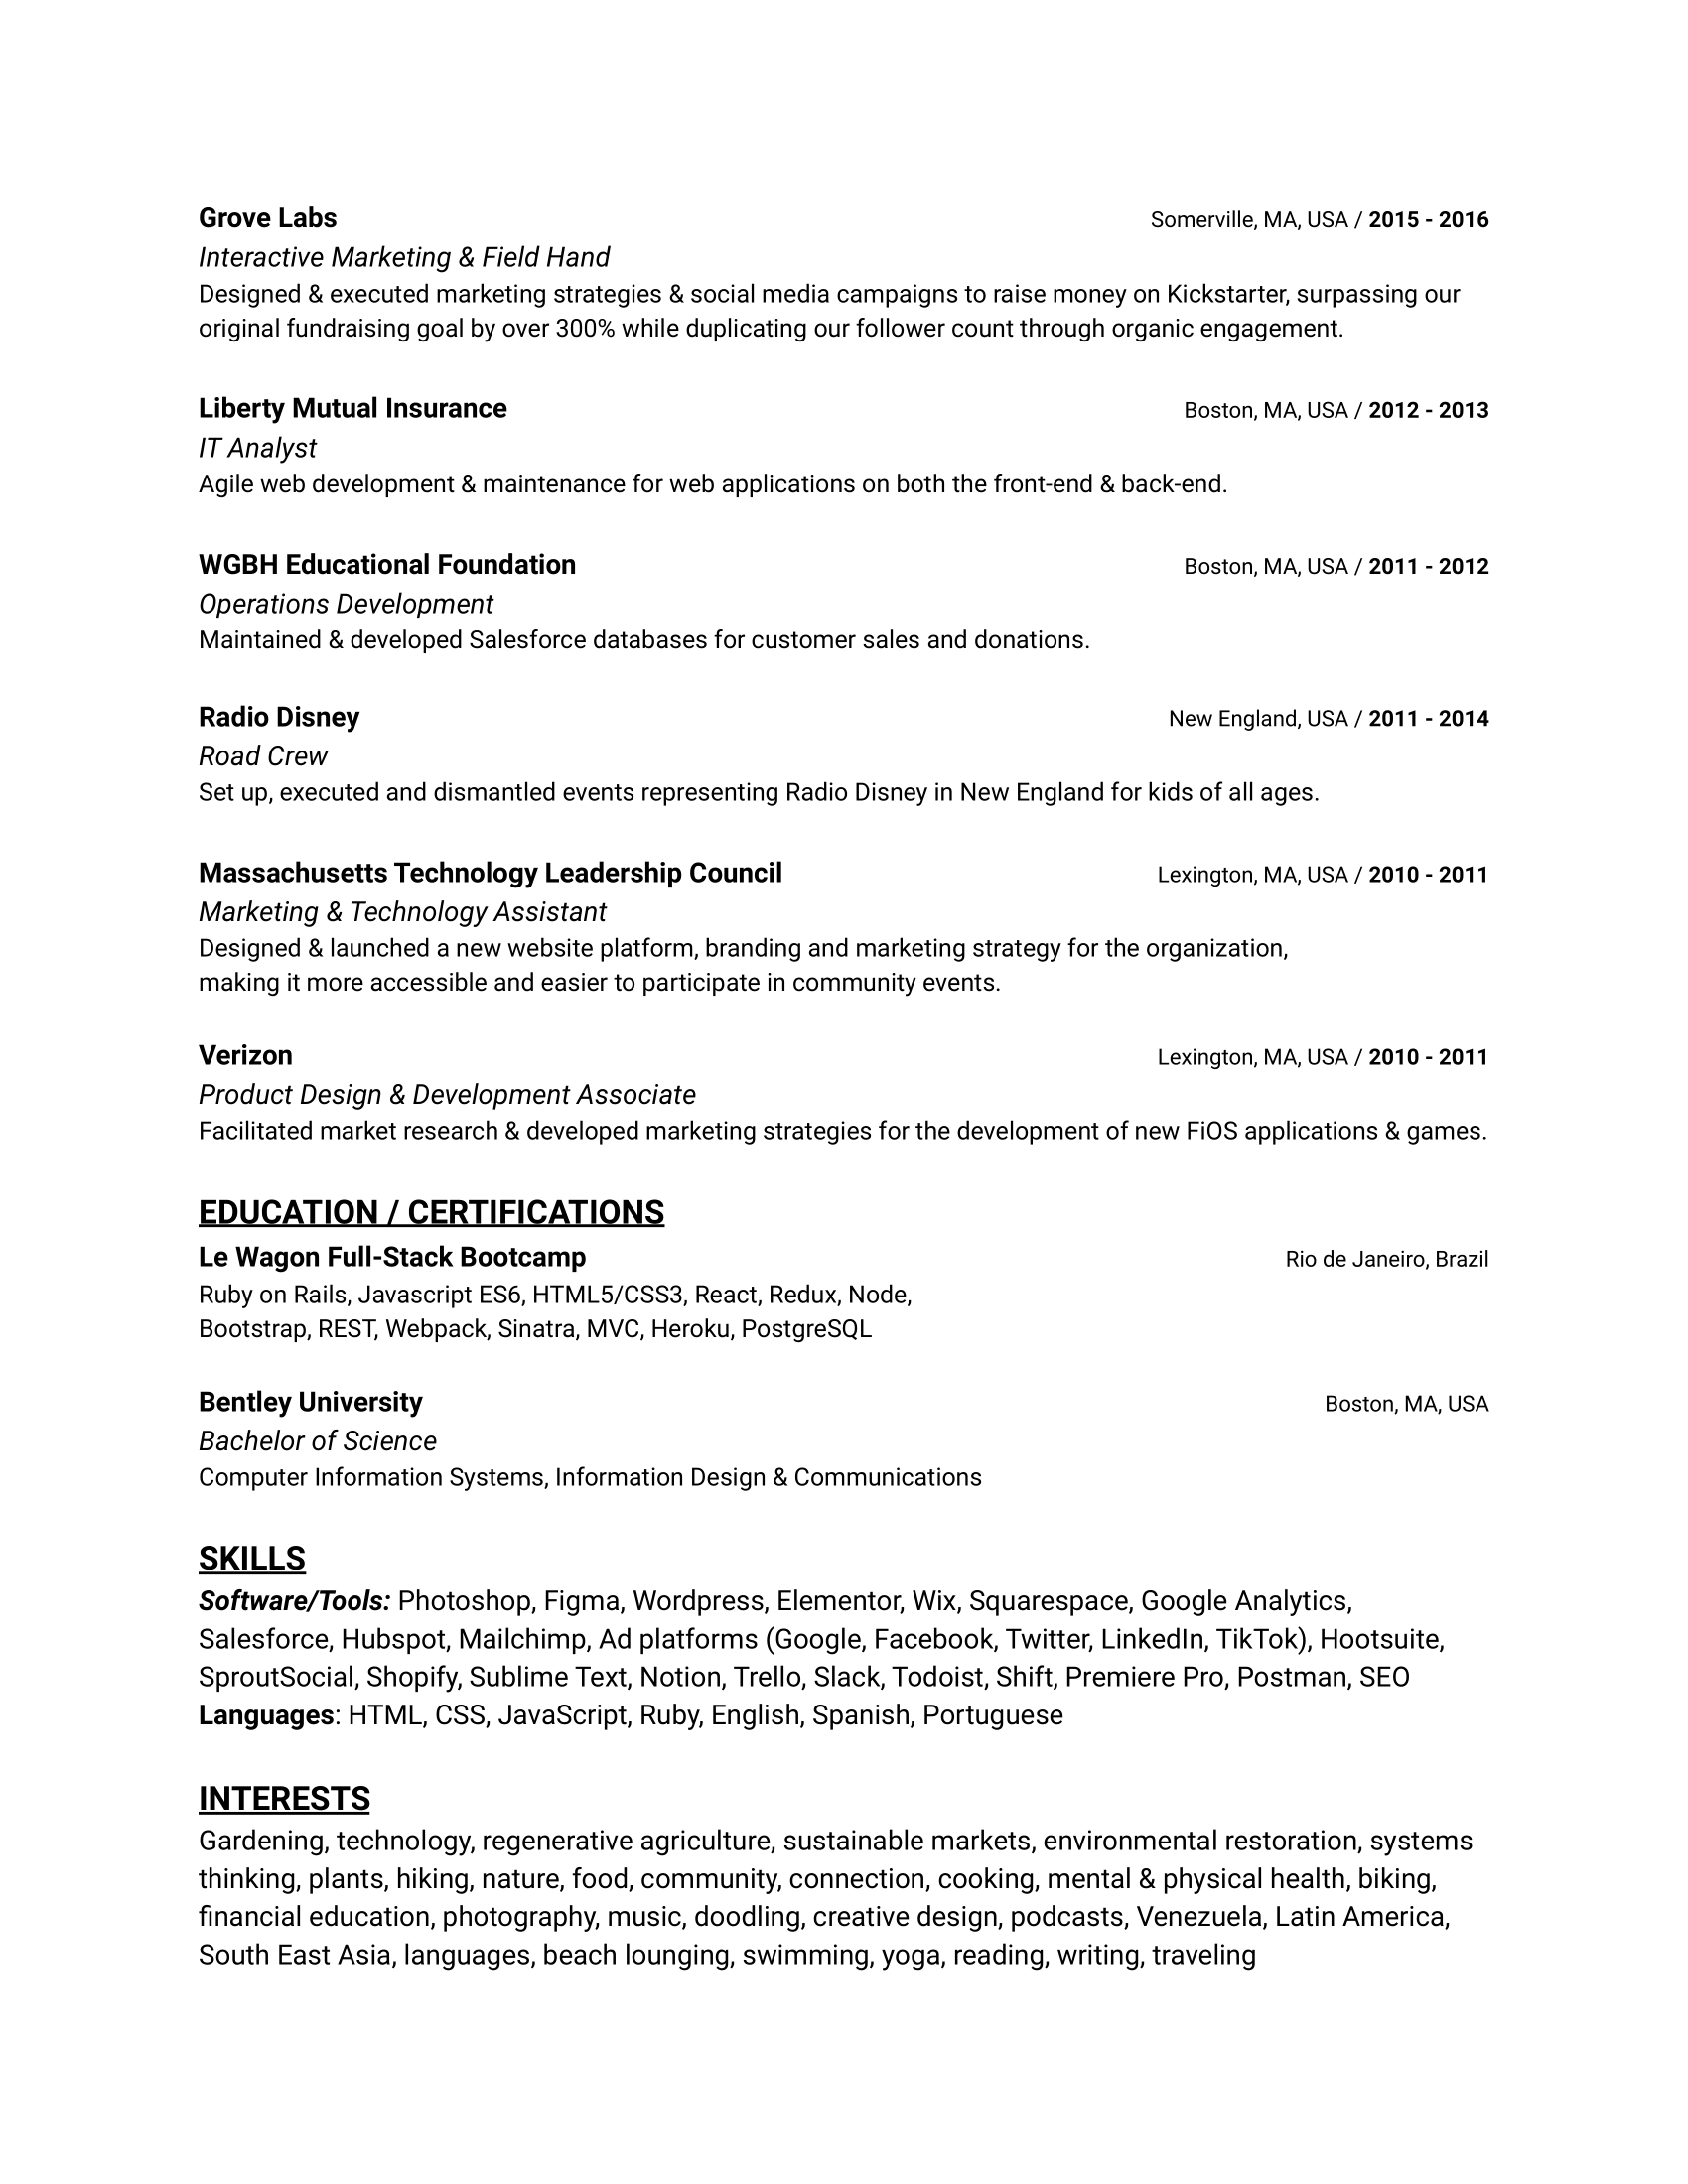 Grove Labs Somerville, MA, USA / 2015 - 2016
Interactive Marketing & Field Hand
Designed & executed marketing strategies & social media campaigns to raise money on Kickstarter, surpassing our
original fundraising goal by over 300% while duplicating our follower count through organic engagement.
Liberty Mutual Insurance Boston, MA, USA / 2012 - 2013
IT Analyst
Agile web development & maintenance for web applications on both the front-end & back-end.
WGBH Educational Foundation Boston, MA, USA / 2011 - 2012
Operations Development
Maintained & developed Salesforce databases for customer sales and donations.
Radio Disney New England, USA / 2011 - 2014
Road Crew
Set up, executed and dismantled events representing Radio Disney in New England for kids of all ages.
Massachusetts Technology Leadership Council Lexington, MA, USA / 2010 - 2011
Marketing & Technology Assistant
Designed & launched a new website platform, branding and marketing strategy for the organization,
making it more accessible and easier to participate in community events.
Verizon Lexington, MA, USA / 2010 - 2011
Product Design & Development Associate
Facilitated market research & developed marketing strategies for the development of new FiOS applications & games.
EDUCATION / CERTIFICATIONS
Le Wagon Full-Stack Bootcamp Rio de Janeiro, Brazil
Ruby on Rails, Javascript ES6, HTML5/CSS3, React, Redux, Node,
Bootstrap, REST, Webpack, Sinatra, MVC, Heroku, PostgreSQL
Bentley University Boston, MA, USA
Bachelor of Science
Computer Information Systems, Information Design & Communications
SKILLS
Software/Tools: Photoshop, Figma, Wordpress, Elementor, Wix, Squarespace, Google Analytics,
Salesforce, Hubspot, Mailchimp, Ad platforms (Google, Facebook, Twitter, LinkedIn, TikTok), Hootsuite,
SproutSocial, Shopify, Sublime Text, Notion, Trello, Slack, Todoist, Shift, Premiere Pro, Postman, SEO
Languages: HTML, CSS, JavaScript, Ruby, English, Spanish, Portuguese
INTERESTS
Gardening, technology, regenerative agriculture, sustainable markets, environmental restoration, systems
thinking, plants, hiking, nature, food, community, connection, cooking, mental & physical health, biking,
financial education, photography, music, doodling, creative design, podcasts, Venezuela, Latin America,
South East Asia, languages, beach lounging, swimming, yoga, reading, writing, traveling